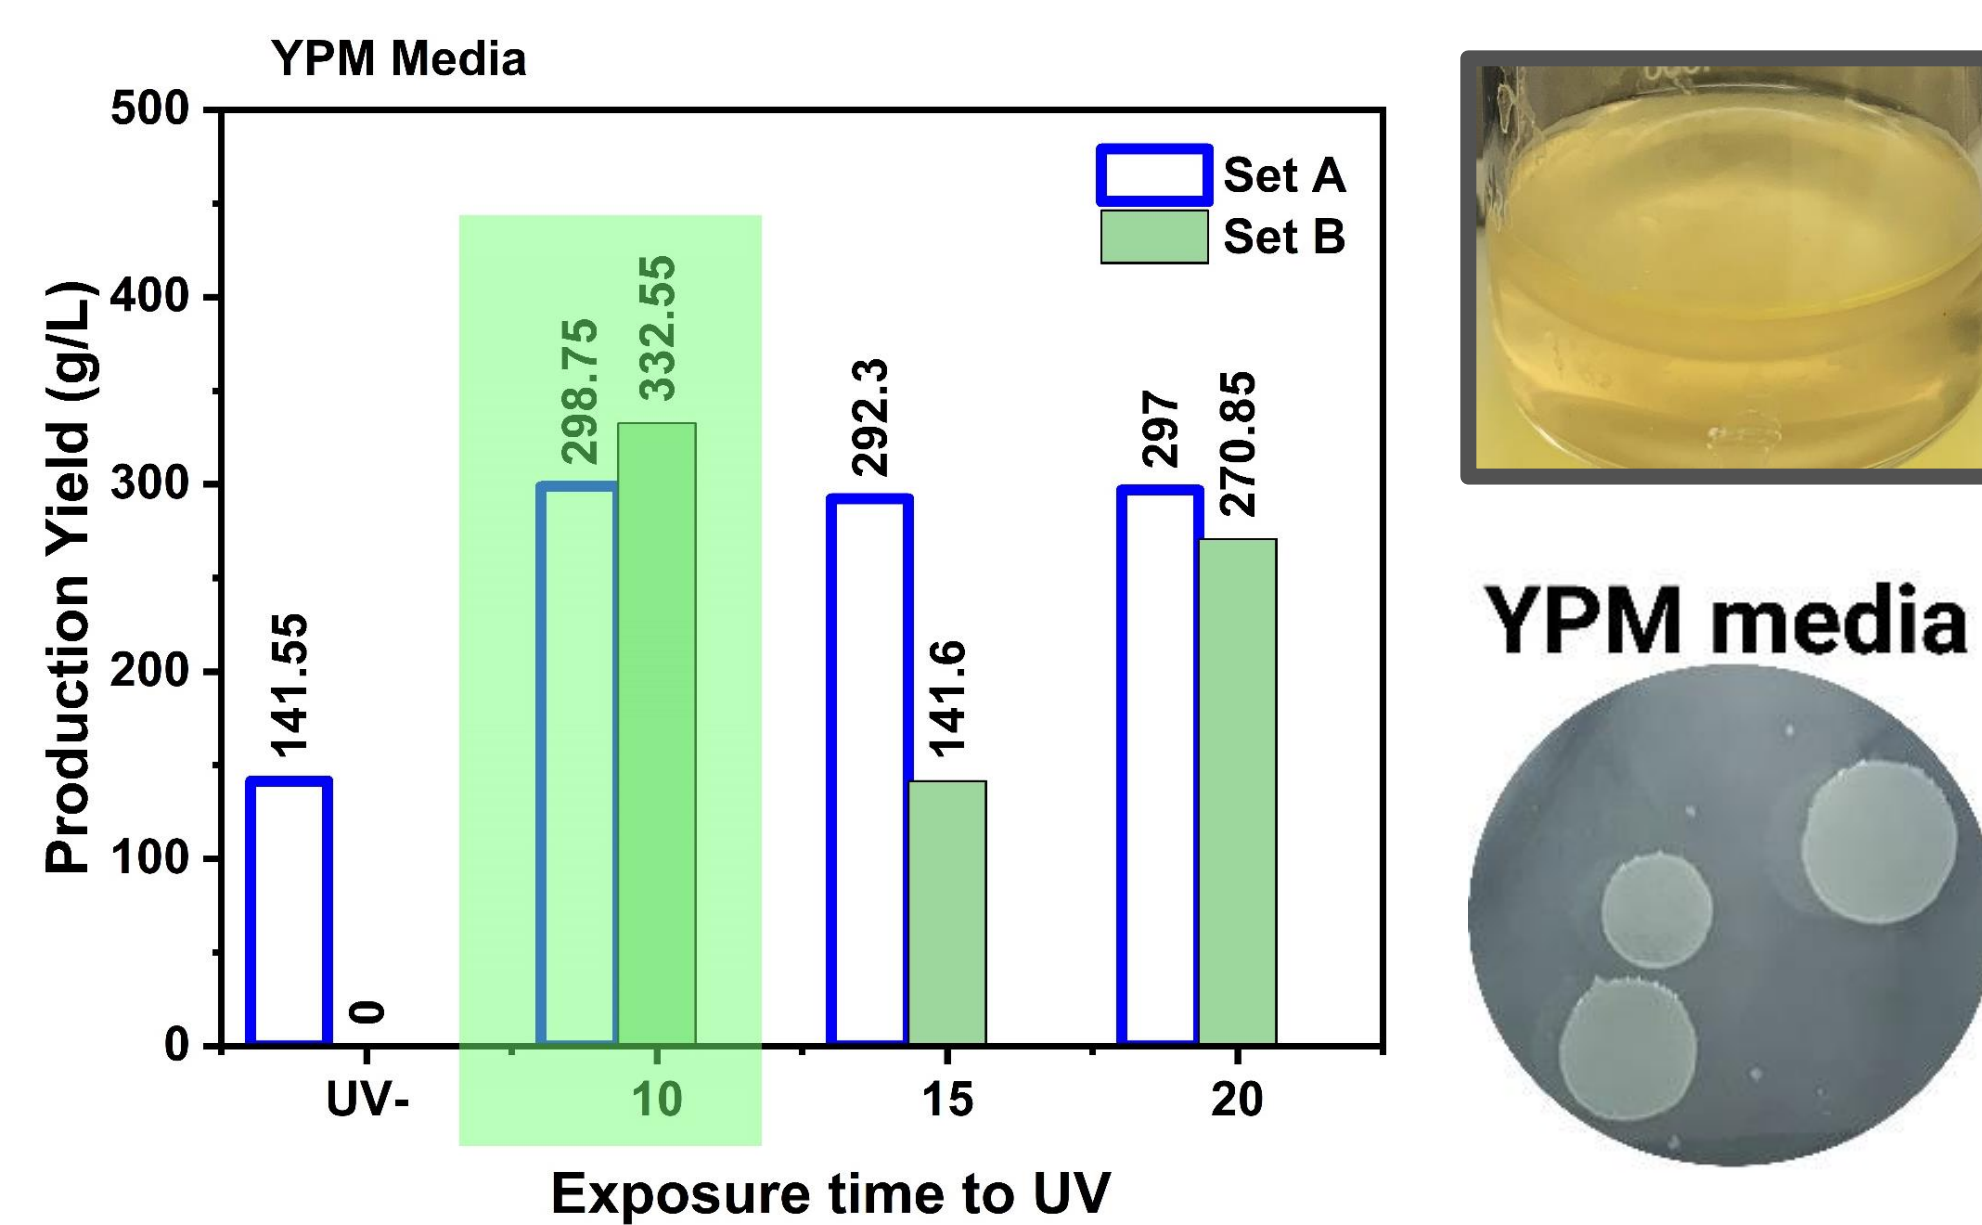 YPM Media
500
400
300
200
100
0
Production Yield (g/L)
Set A
Set B
141.55
0
298.75
332.55
292.3
141.6
297
270.85
UV-
10
15
20
Exposure time to UV
YPM media